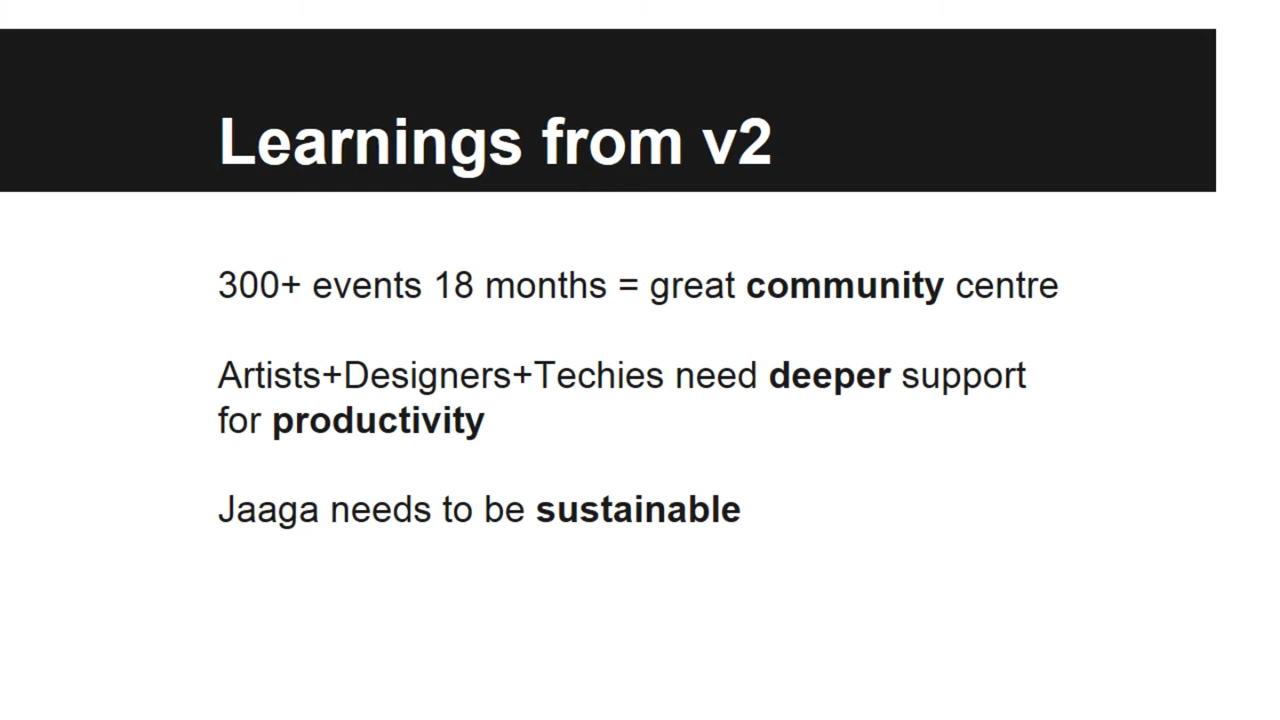 Learnings from v2
300+ events 18 months = great community centre
Artists+Designers+Techies need deeper support
for productivity
Jaaga needs to be sustainable